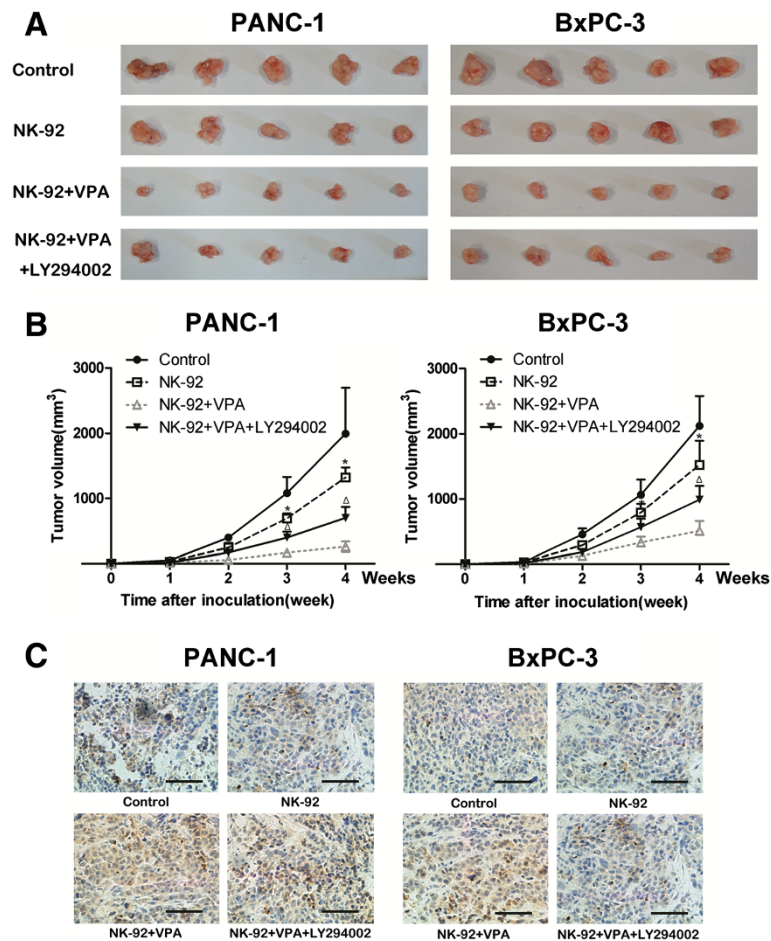 A
PANC-1 BxPC-3
Control
NK-92
NK-92+VPA
NK-92+VPA
+LY294002
B
PANC-1
3000
2000
1000
Tumor volume(mm3)
Control
NK-92
NK-92+VPA
NK-92+VPA+LY294002
*
Δ
*
Δ
0 1 2 3 4 Weeks
Time after inoculation(week)
BxPC-3
3000
2000
1000
Tumor volume(mm3)
Control
NK-92
NK-92+VPA
NK-92+VPA+LY294002
*
*
Δ
0 1 2 3 4 Weeks
Time after inoculation(week)
C
PANC-1 BxPC-3
Control NK-92 Control NK-92
NK-92+VPA NK-92+VPA+LY294002 NK-92+VPA NK-92+VPA+LY294002